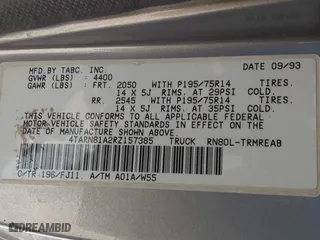 MFD.BY TABC, INC. DATE 09/93
GVWR (LBS) 4400
GAWR (LBS) FRT. 2050 WITH P195/75R14 TIRES.
14 X 5J RIMS. AT 29PSI COLD.
RR. 2545 WITH P195/75R14 TIRES.
14 X 5J RIMS. AT 35PSI COLD.
THIS VEHICLE CONFORMS TO ALL APPLICABLE FEDERAL
MOTOR VEHICLE SAFETY STANDARDS IN EFFECT ON THE
DATE OF MANUFACTURE SHOWN ABOVE.
4TARN81A2RZ157385 TRUCK RN80L-TRMREAB
C/TR 196/FJ11. A/TM A01A/W55